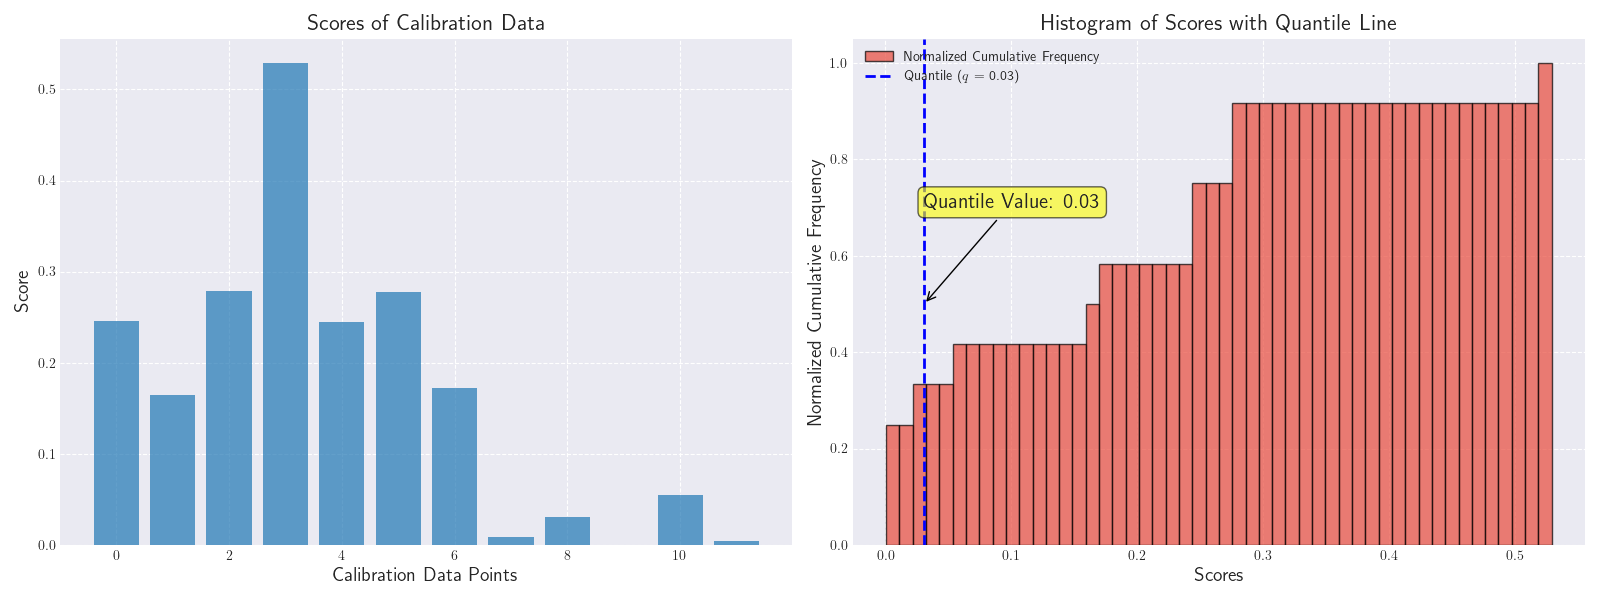 Scores of Calibration Data
Score
0.5
0.4
0.3
0.2
0.1
0.0
0 2 4 6 8 10
Calibration Data Points
Histogram of Scores with Quantile Line
Normalized Cumulative Frequency
Quantile (q = 0.03)
Quantile Value: 0.03
Normalized Cumulative Frequency
1.0
0.8
0.6
0.4
0.2
0.0
0.0 0.1 0.2 0.3 0.4 0.5
Scores